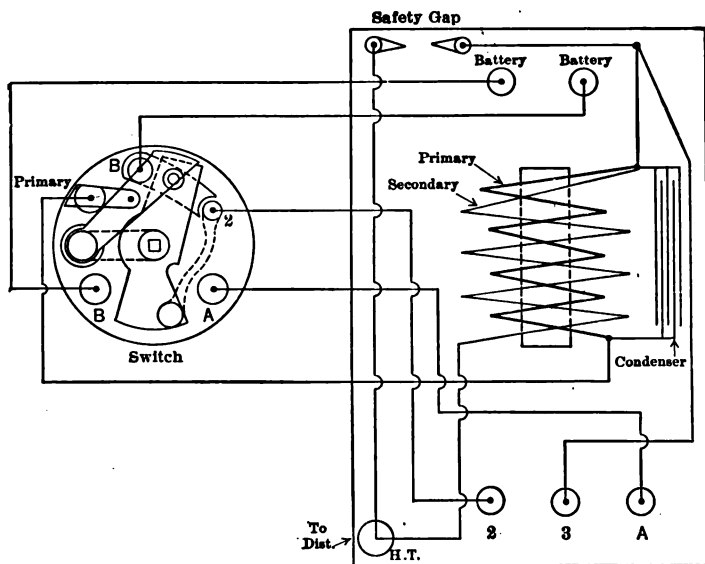 Safety Gap
Battery
Battery
B
Primary
Primary
Secondary
2
B
A
Switch
Condenser
2
3
A
To
Dist.
H.T.